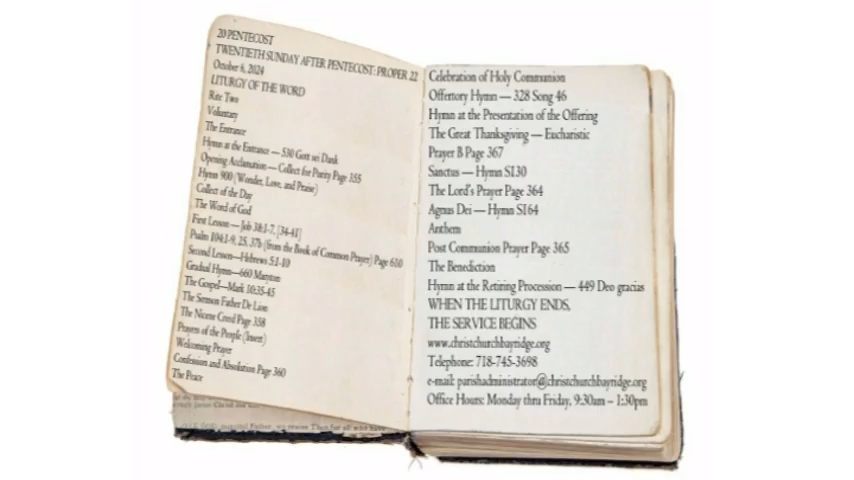 20 PENTECOST
TWENTIETH SUNDAY AFTER PENTECOST: PROPER 22
October 6, 2024
LITURGY OF THE WORD
Rite Two
Voluntary
The Entrance
Hymn at the Entrance — 530 Gott sei Dank
Opening Acclamation — Collect for Purity Page 355
Hymn 900 (Wonder, Love, and Praise)
Collect of the Day
The Word of God
First Lesson — Job 38:1-7, [34-41]
Psalm 104:1-9, 25, 37b (from the Book of Common Prayer) Page 610
Second Lesson—Hebrews 5:1-10
Gradual Hymn—660 Maryton
The Gospel—Mark 10:35-45
The Sermon Father De Leon
The Nicene Creed Page 358
Prayers of the People (Insert)
Welcoming Prayer
Confession and Absolution Page 360
The Peace
Celebration of Holy Communion
Offertory Hymn — 328 Song 46
Hymn at the Presentation of the Offering
The Great Thanksgiving — Eucharistic
Prayer B Page 367
Sanctus — Hymn S130
The Lord's Prayer Page 364
Agnus Dei — Hymn S164
Anthem
Post Communion Prayer Page 365
The Benediction
Hymn at the Retiring Procession — 449 Deo gracias
WHEN THE LITURGY ENDS,
THE SERVICE BEGINS
www.christchurchbayridge.org
Telephone: 718-745-3698
e-mail: parishadministrator@christchurchbayridge.org
Office Hours: Monday thru Friday, 9:30am – 1:30pm